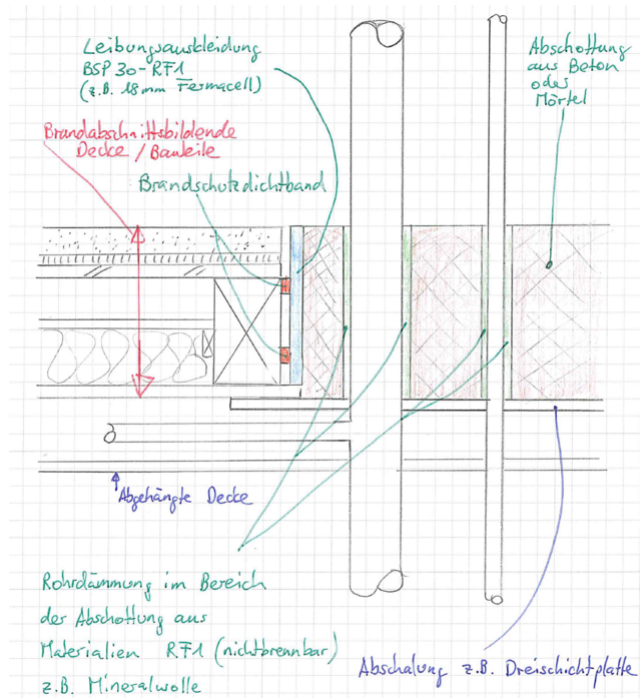 Leibungsauskleidung
BSP 30-RF1
(z.B. 18mm Fermacell)
Abschottung
aus Beton
oder
Mörtel
Brandabschnittsbildende
Decke / Bauteile
Brandschutzdichtband
Abgehängte Decke
Rohrdämmung im Bereich
der Abschottung aus
Materialien RF1 (nichtbrennbar)
z.B. Mineralwolle
Abschalung z.B. Dreischichtplatte